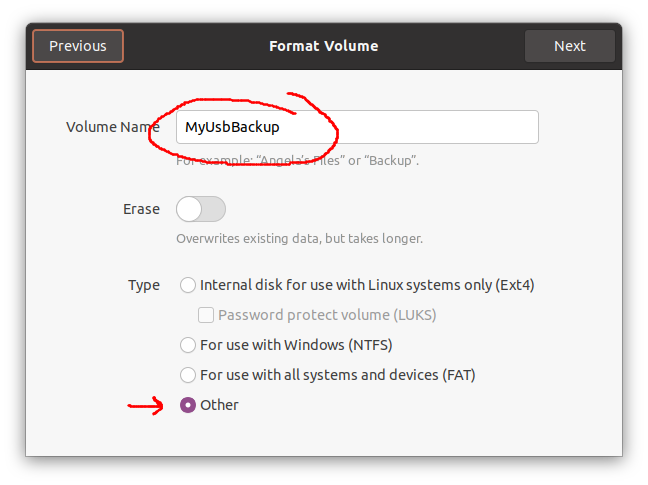 Previous
Format Volume
Next
Volume Name
MyUsbBackup
For example: “Angela’s Files” or “Backup”.
Erase
Overwrites existing data, but takes longer.
Type
Internal disk for use with Linux systems only (Ext4)
Password protect volume (LUKS)
For use with Windows (NTFS)
For use with all systems and devices (FAT)
Other